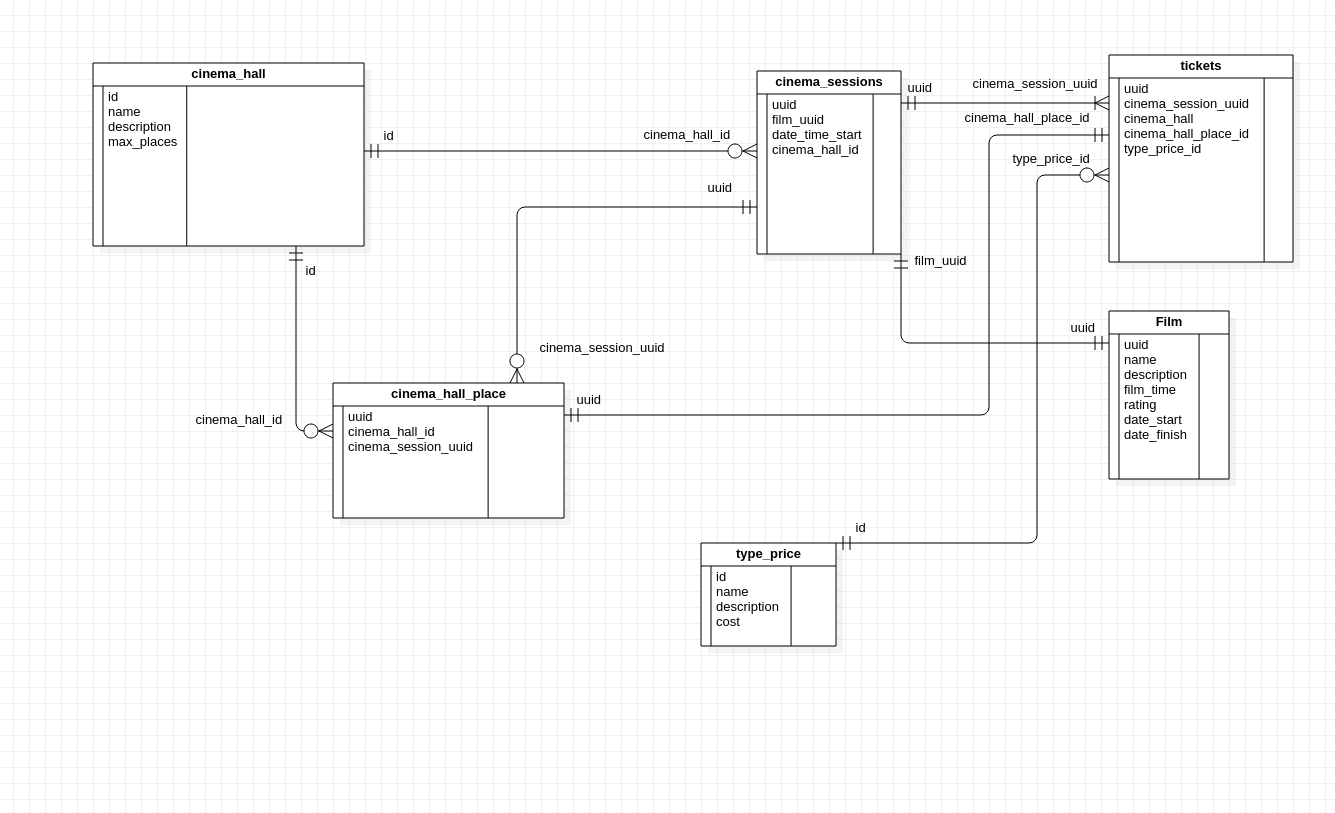 cinema_hall
id
name
description
max_places
id
cinema_hall_id
cinema_sessions
uuid
film_uuid
date_time_start
cinema_hall_id
uuid
cinema_session_uuid
cinema_hall_place_id
type_price_id
tickets
uuid
cinema_session_uuid
cinema_hall
cinema_hall_place_id
type_price_id
uuid
id
film_uuid
uuid
Film
uuid
name
description
film_time
rating
date_start
date_finish
cinema_session_uuid
cinema_hall_id
cinema_hall_place
uuid
cinema_hall_id
cinema_session_uuid
uuid
id
type_price
id
name
description
cost